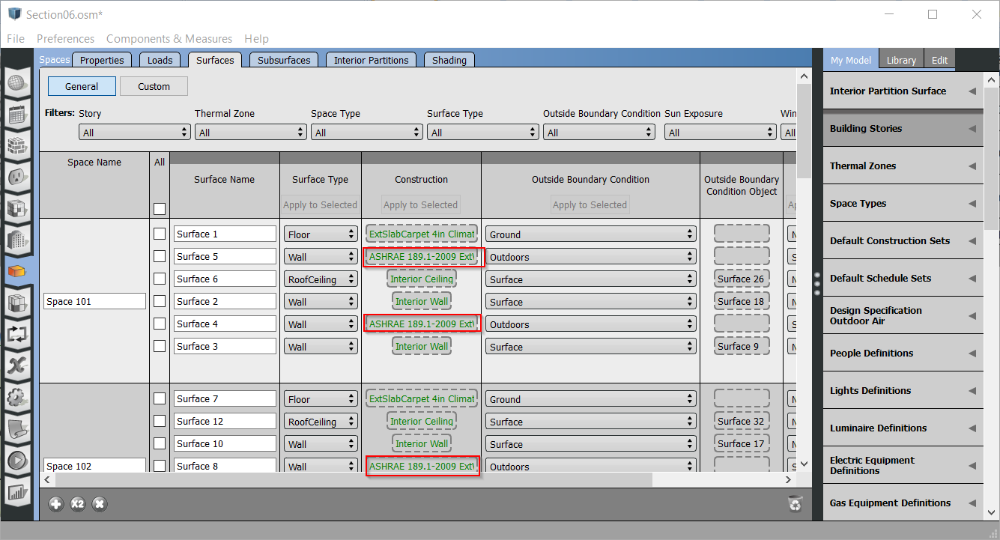 Section06.osm*
File Preferences Components & Measures Help
Spaces Properties Loads Surfaces Subsurfaces Interior Partitions Shading
My Model Library Edit
General Custom
Filters: Story Thermal Zone Space Type Surface Type Outside Boundary Condition Sun Exposure Win
All All All All All All All
Space Name All Surface Name Surface Type Construction Outside Boundary Condition Outside Boundary
Condition Object
Apply to Selected Apply to Selected Apply to Selected Ap
Space 101
Surface 1 Floor ExtSlabCarpet 4in Climat Ground N
Surface 5 Wall ASHRAE 189.1-2009 ExtW Outdoors S
Surface 6 RoofCeiling Interior Ceiling Surface Surface 26 N
Surface 2 Wall Interior Wall Surface Surface 18 N
Surface 4 Wall ASHRAE 189.1-2009 ExtW Outdoors S
Surface 3 Wall Interior Wall Surface Surface 9 N
Space 102
Surface 7 Floor ExtSlabCarpet 4in Climat Ground N
Surface 12 RoofCeiling Interior Ceiling Surface Surface 32 N
Surface 10 Wall Interior Wall Surface Surface 17 N
Surface 8 Wall ASHRAE 189.1-2009 ExtW Outdoors S
X2
Interior Partition Surface
Building Stories
Thermal Zones
Space Types
Default Construction Sets
Default Schedule Sets
Design Specification
Outdoor Air
People Definitions
Lights Definitions
Luminaire Definitions
Electric Equipment
Definitions
Gas Equipment Definitions